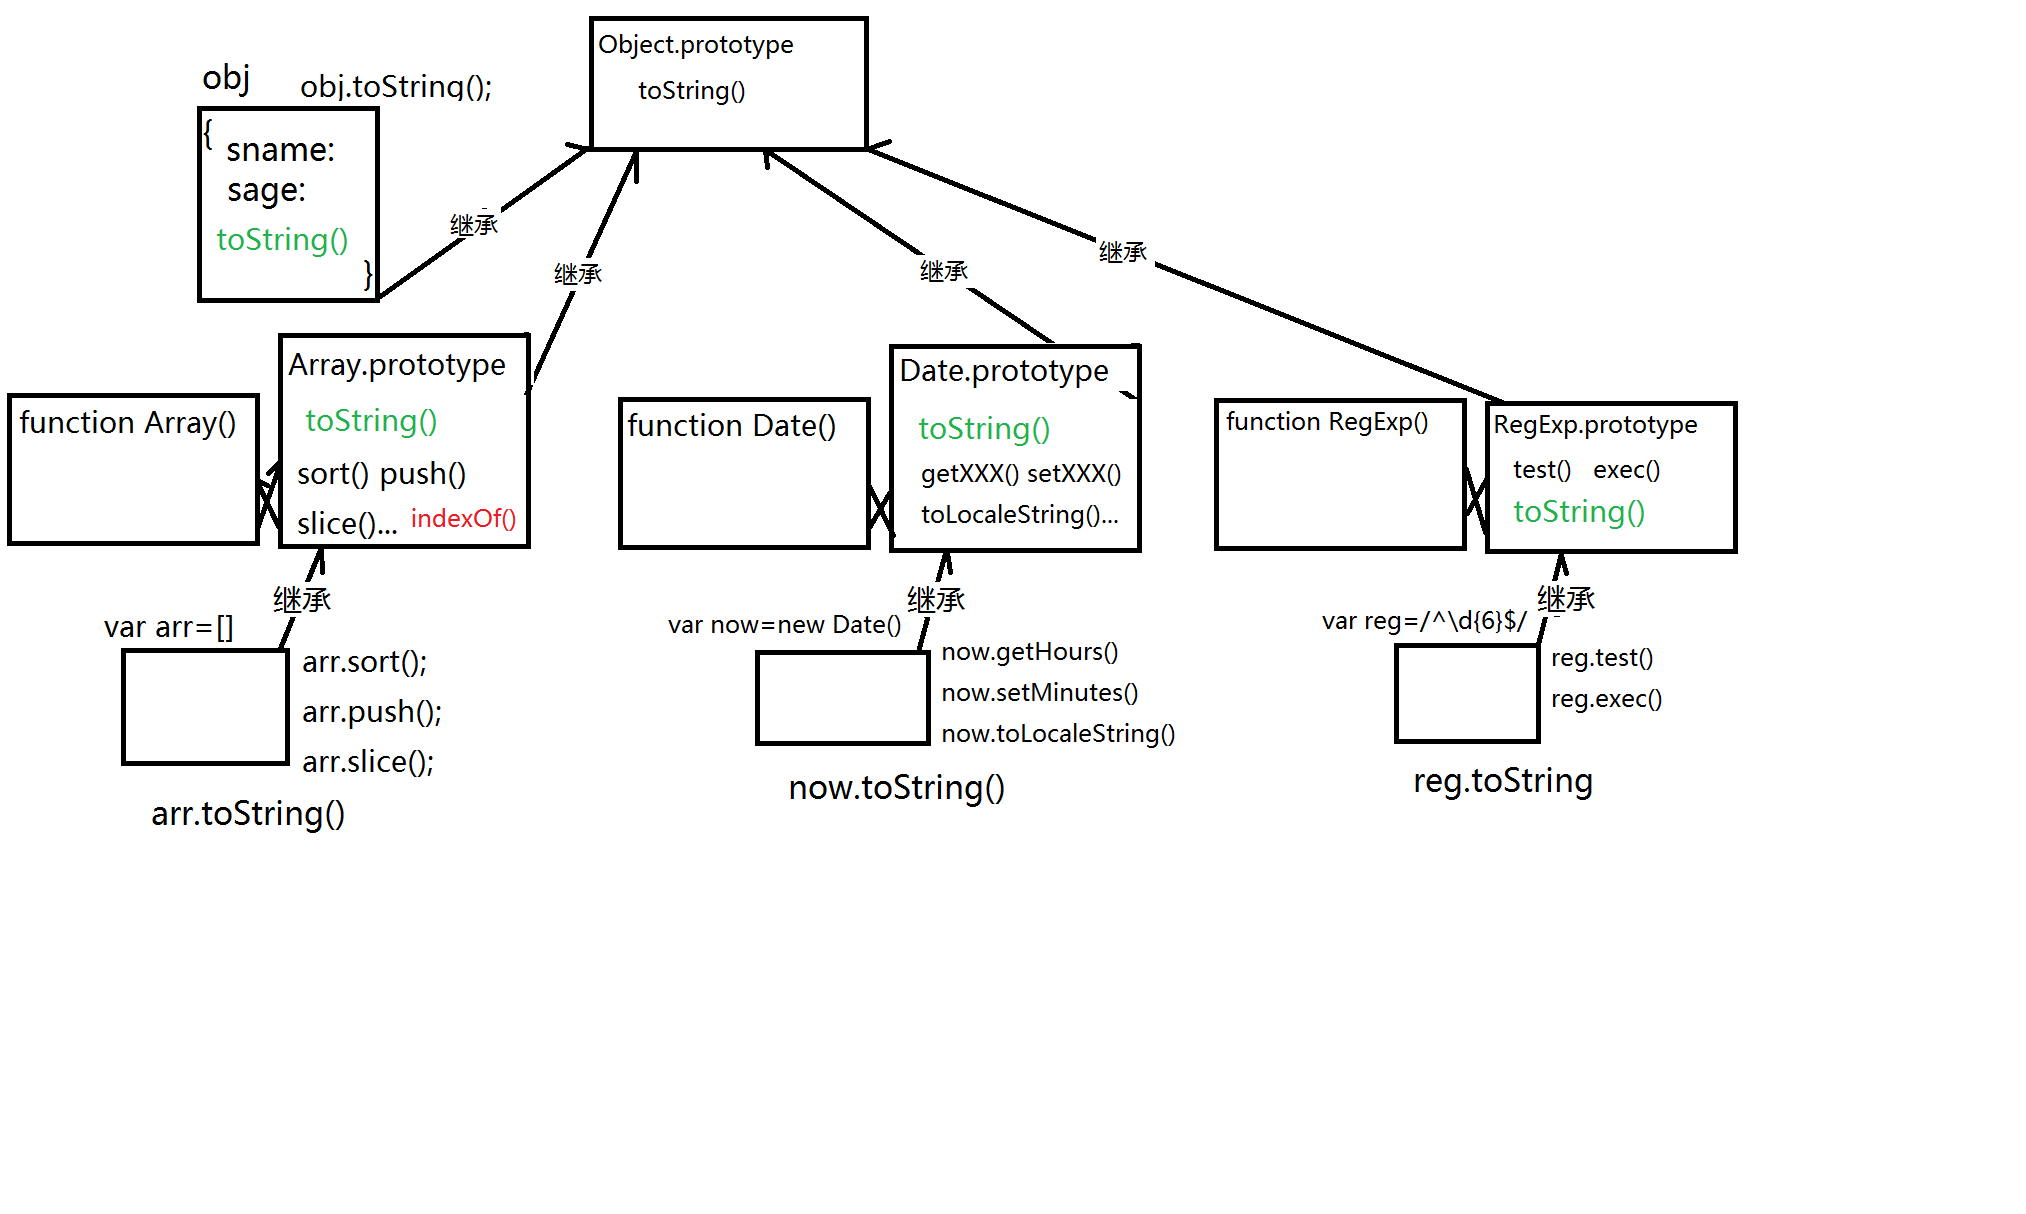 Object.prototype
toString()
obj
obj.toString();
{
sname:
sage:
toString()
}
继承
继承
继承
继承
function Array()
Array.prototype
toString()
sort() push()
slice()... indexOf()
继承
var arr=[]
arr.sort();
arr.push();
arr.slice();
arr.toString()
function Date()
Date.prototype
toString()
getXXX() setXXX()
toLocaleString()...
继承
var now=new Date()
now.getHours()
now.setMinutes()
now.toLocaleString()
now.toString()
function RegExp()
RegExp.prototype
test() exec()
toString()
继承
var reg=/^\d{6}$/
reg.test()
reg.exec()
reg.toString